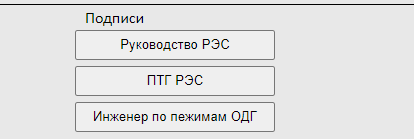 Подписи
Руководство РЭС
ПТГ РЭС
Инженер по пежимам ОДГ